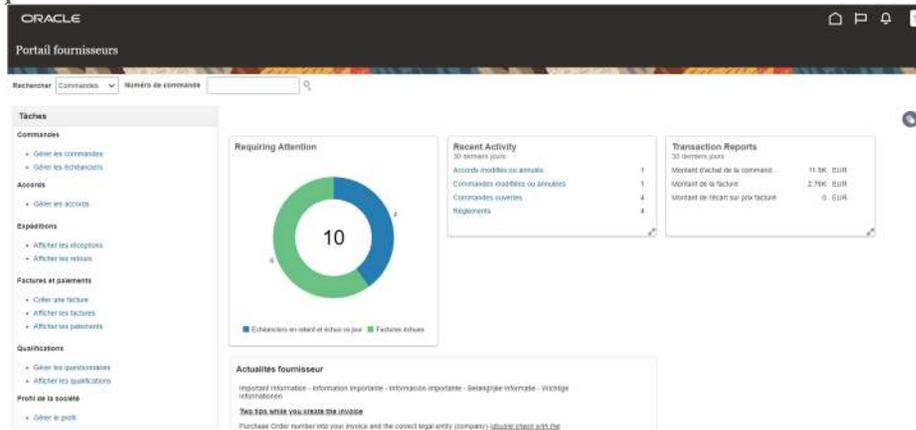 ORACLE
Portail fournisseurs
Rechercher Commandes Numéro de commande
Tâches
Commandes
Gérer les commandes
Gérer les échéanciers
Accords
Gérer les accords
Expéditions
Afficher les réceptions
Afficher les retours
Factures et paiements
Créer une facture
Afficher les factures
Afficher les paiements
Qualifications
Gérer les questionnaires
Afficher les qualifications
Profil de la société
Gérer le profil
Requiring Attention
4
10
6
Echéanciers en retard et échus ce jour Factures échues
Recent Activity
30 derniers jours
Accords modifiés ou annulés 1
Commandes modifiées ou annulées 1
Commandes ouvertes 4
Règlements 4
Transaction Reports
30 derniers jours
Montant d'achat de la command... 11.5K EUR
Montant de la facture 2.76K EUR
Montant de l'écart sur prix facturé 0 EUR
Actualités fournisseur
Important Information - Information Importante - Información Importante - Belangrijke Informatie - Wichtige
Informationen
Two tips while you create the invoice
Purchase Order number into your invoice and the correct legal entity (company) (double check with the